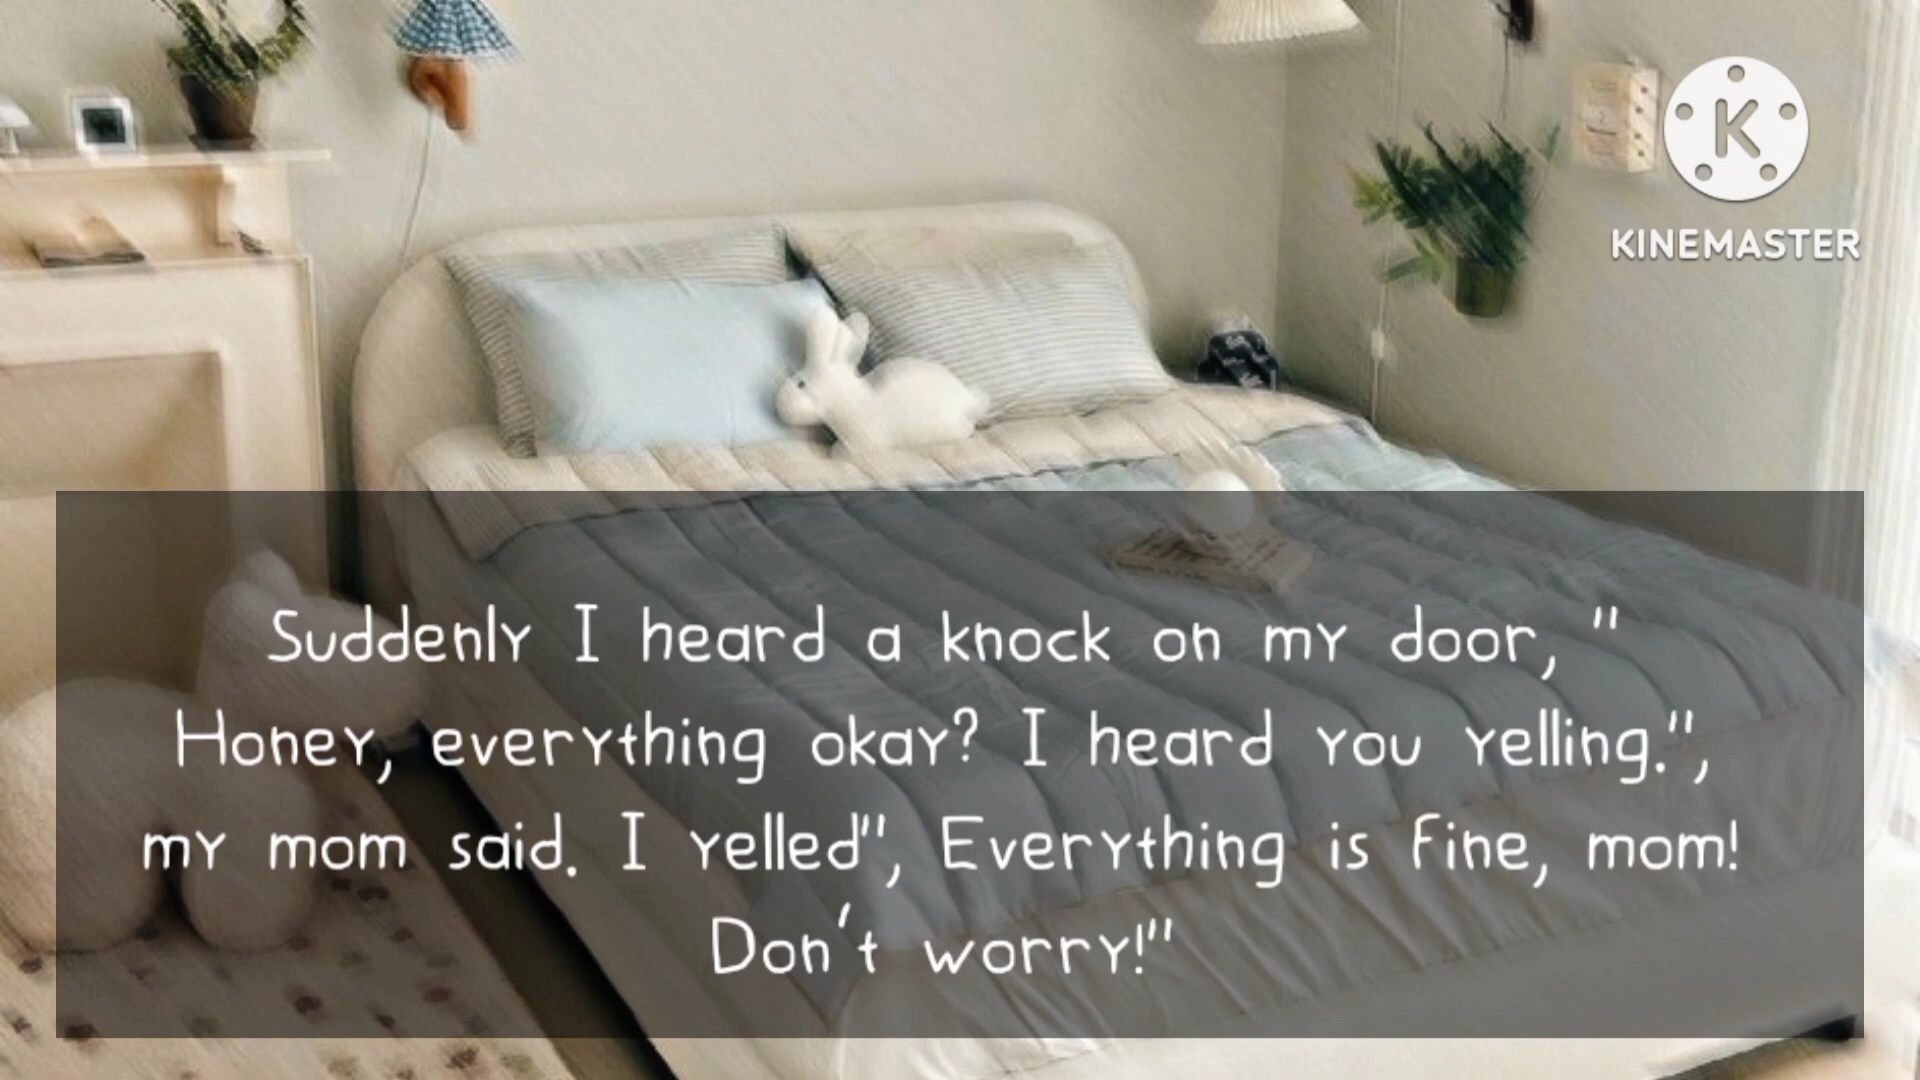 KINEMASTER
Suddenly I heard a knock on my door, "
Honey, everything okay? I heard you yelling.",
my mom said. I yelled", Everything is fine, mom!
Don't worry!"